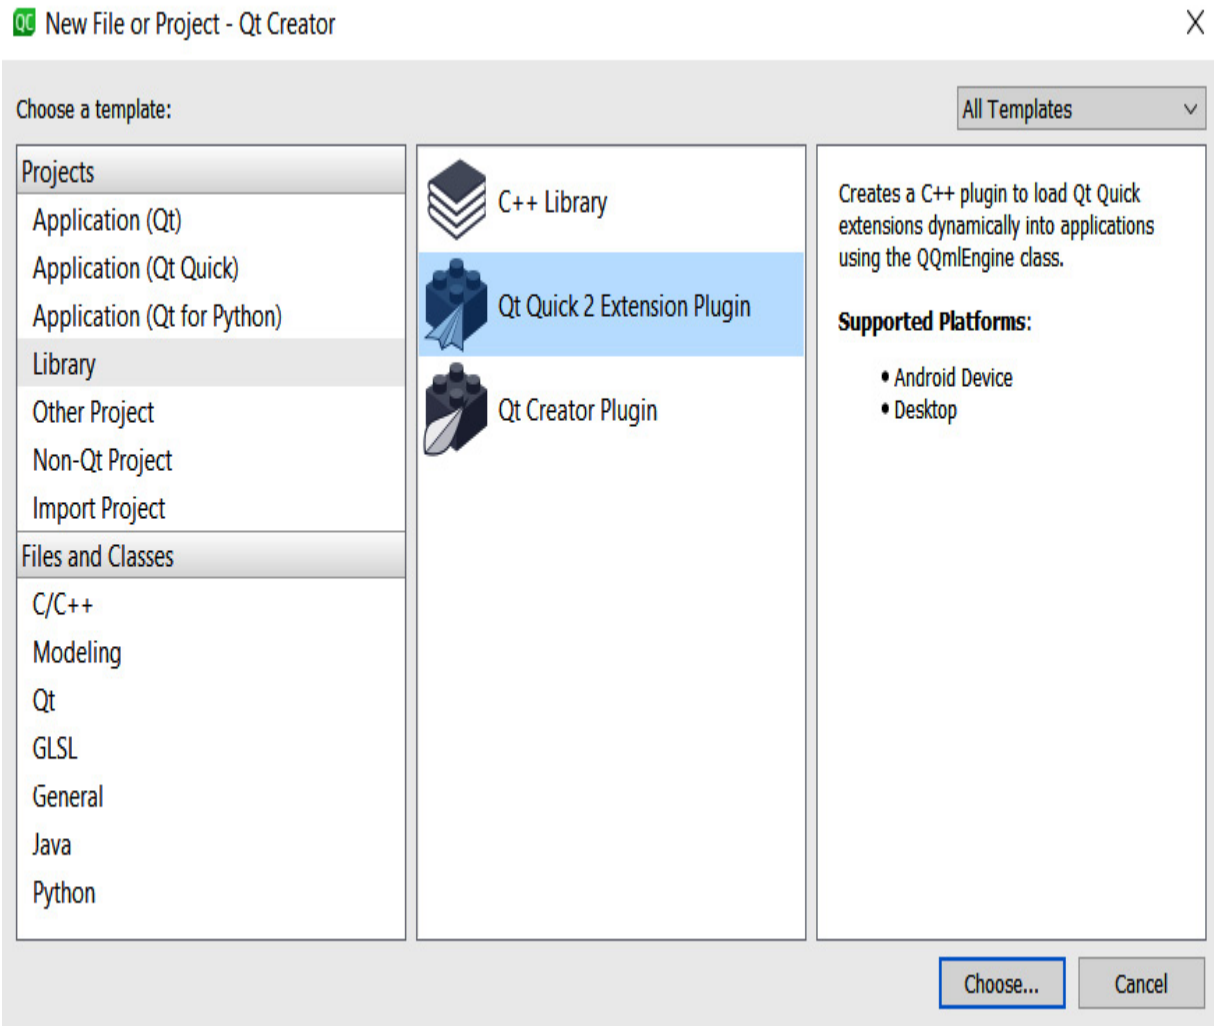 QC New File or Project - Qt Creator
Choose a template:
All Templates
Projects
Application (Qt)
Application (Qt Quick)
Application (Qt for Python)
Library
Other Project
Non-Qt Project
Import Project
Files and Classes
C/C++
Modeling
Qt
GLSL
General
Java
Python
C++ Library
Qt Quick 2 Extension Plugin
Qt Creator Plugin
Creates a C++ plugin to load Qt Quick
extensions dynamically into applications
using the QQmlEngine class.
Supported Platforms:
• Android Device
• Desktop
Choose...
Cancel